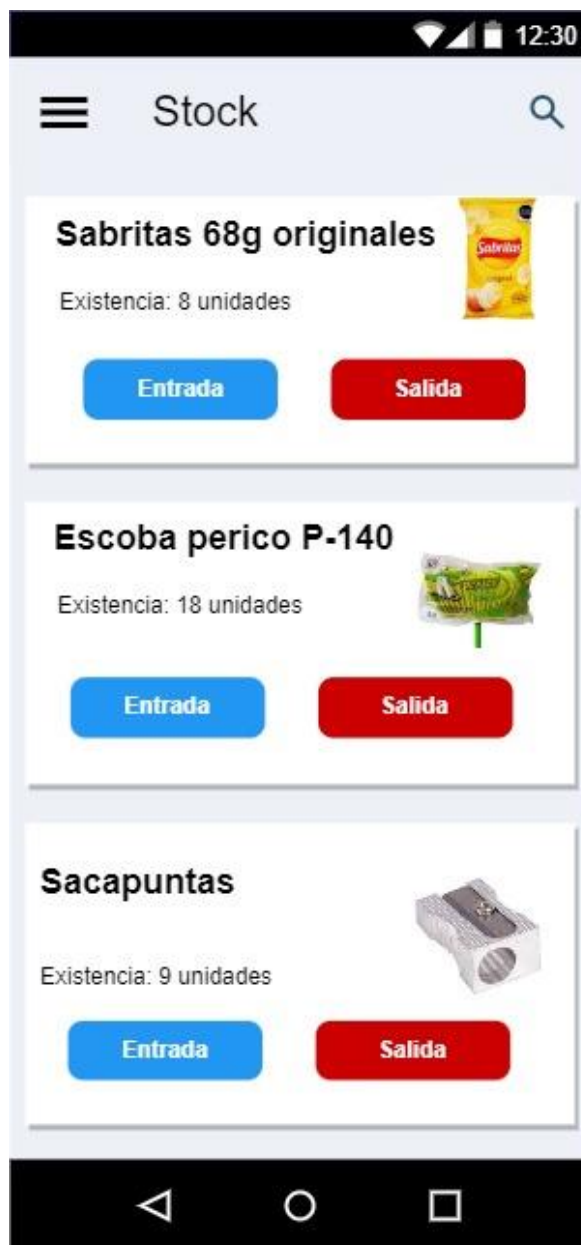 12:30
Stock
Sabritas 68g originales
Sabritas
Existencia: 8 unidades
Entrada Salida
Escoba perico P-140
Existencia: 18 unidades
Entrada Salida
Sacapuntas
Existencia: 9 unidades
Entrada Salida